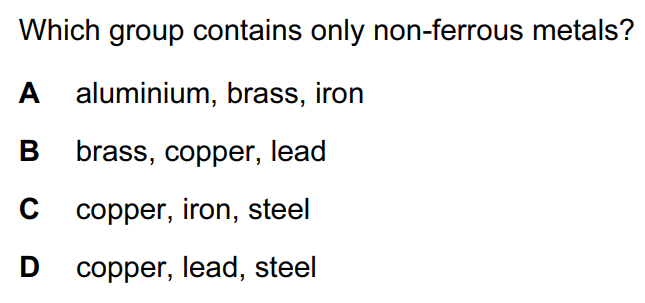 Which group contains only non-ferrous metals?
A aluminium, brass, iron
B brass, copper, lead
C copper, iron, steel
D copper, lead, steel